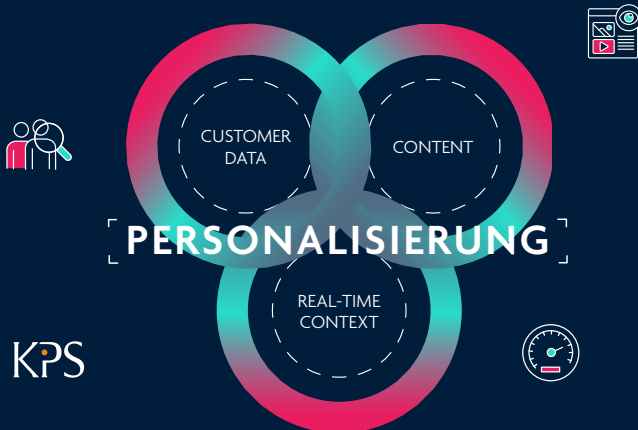 CUSTOMER
DATA
CONTENT
[PERSONALISIERUNG]
REAL-TIME
CONTEXT
KPS